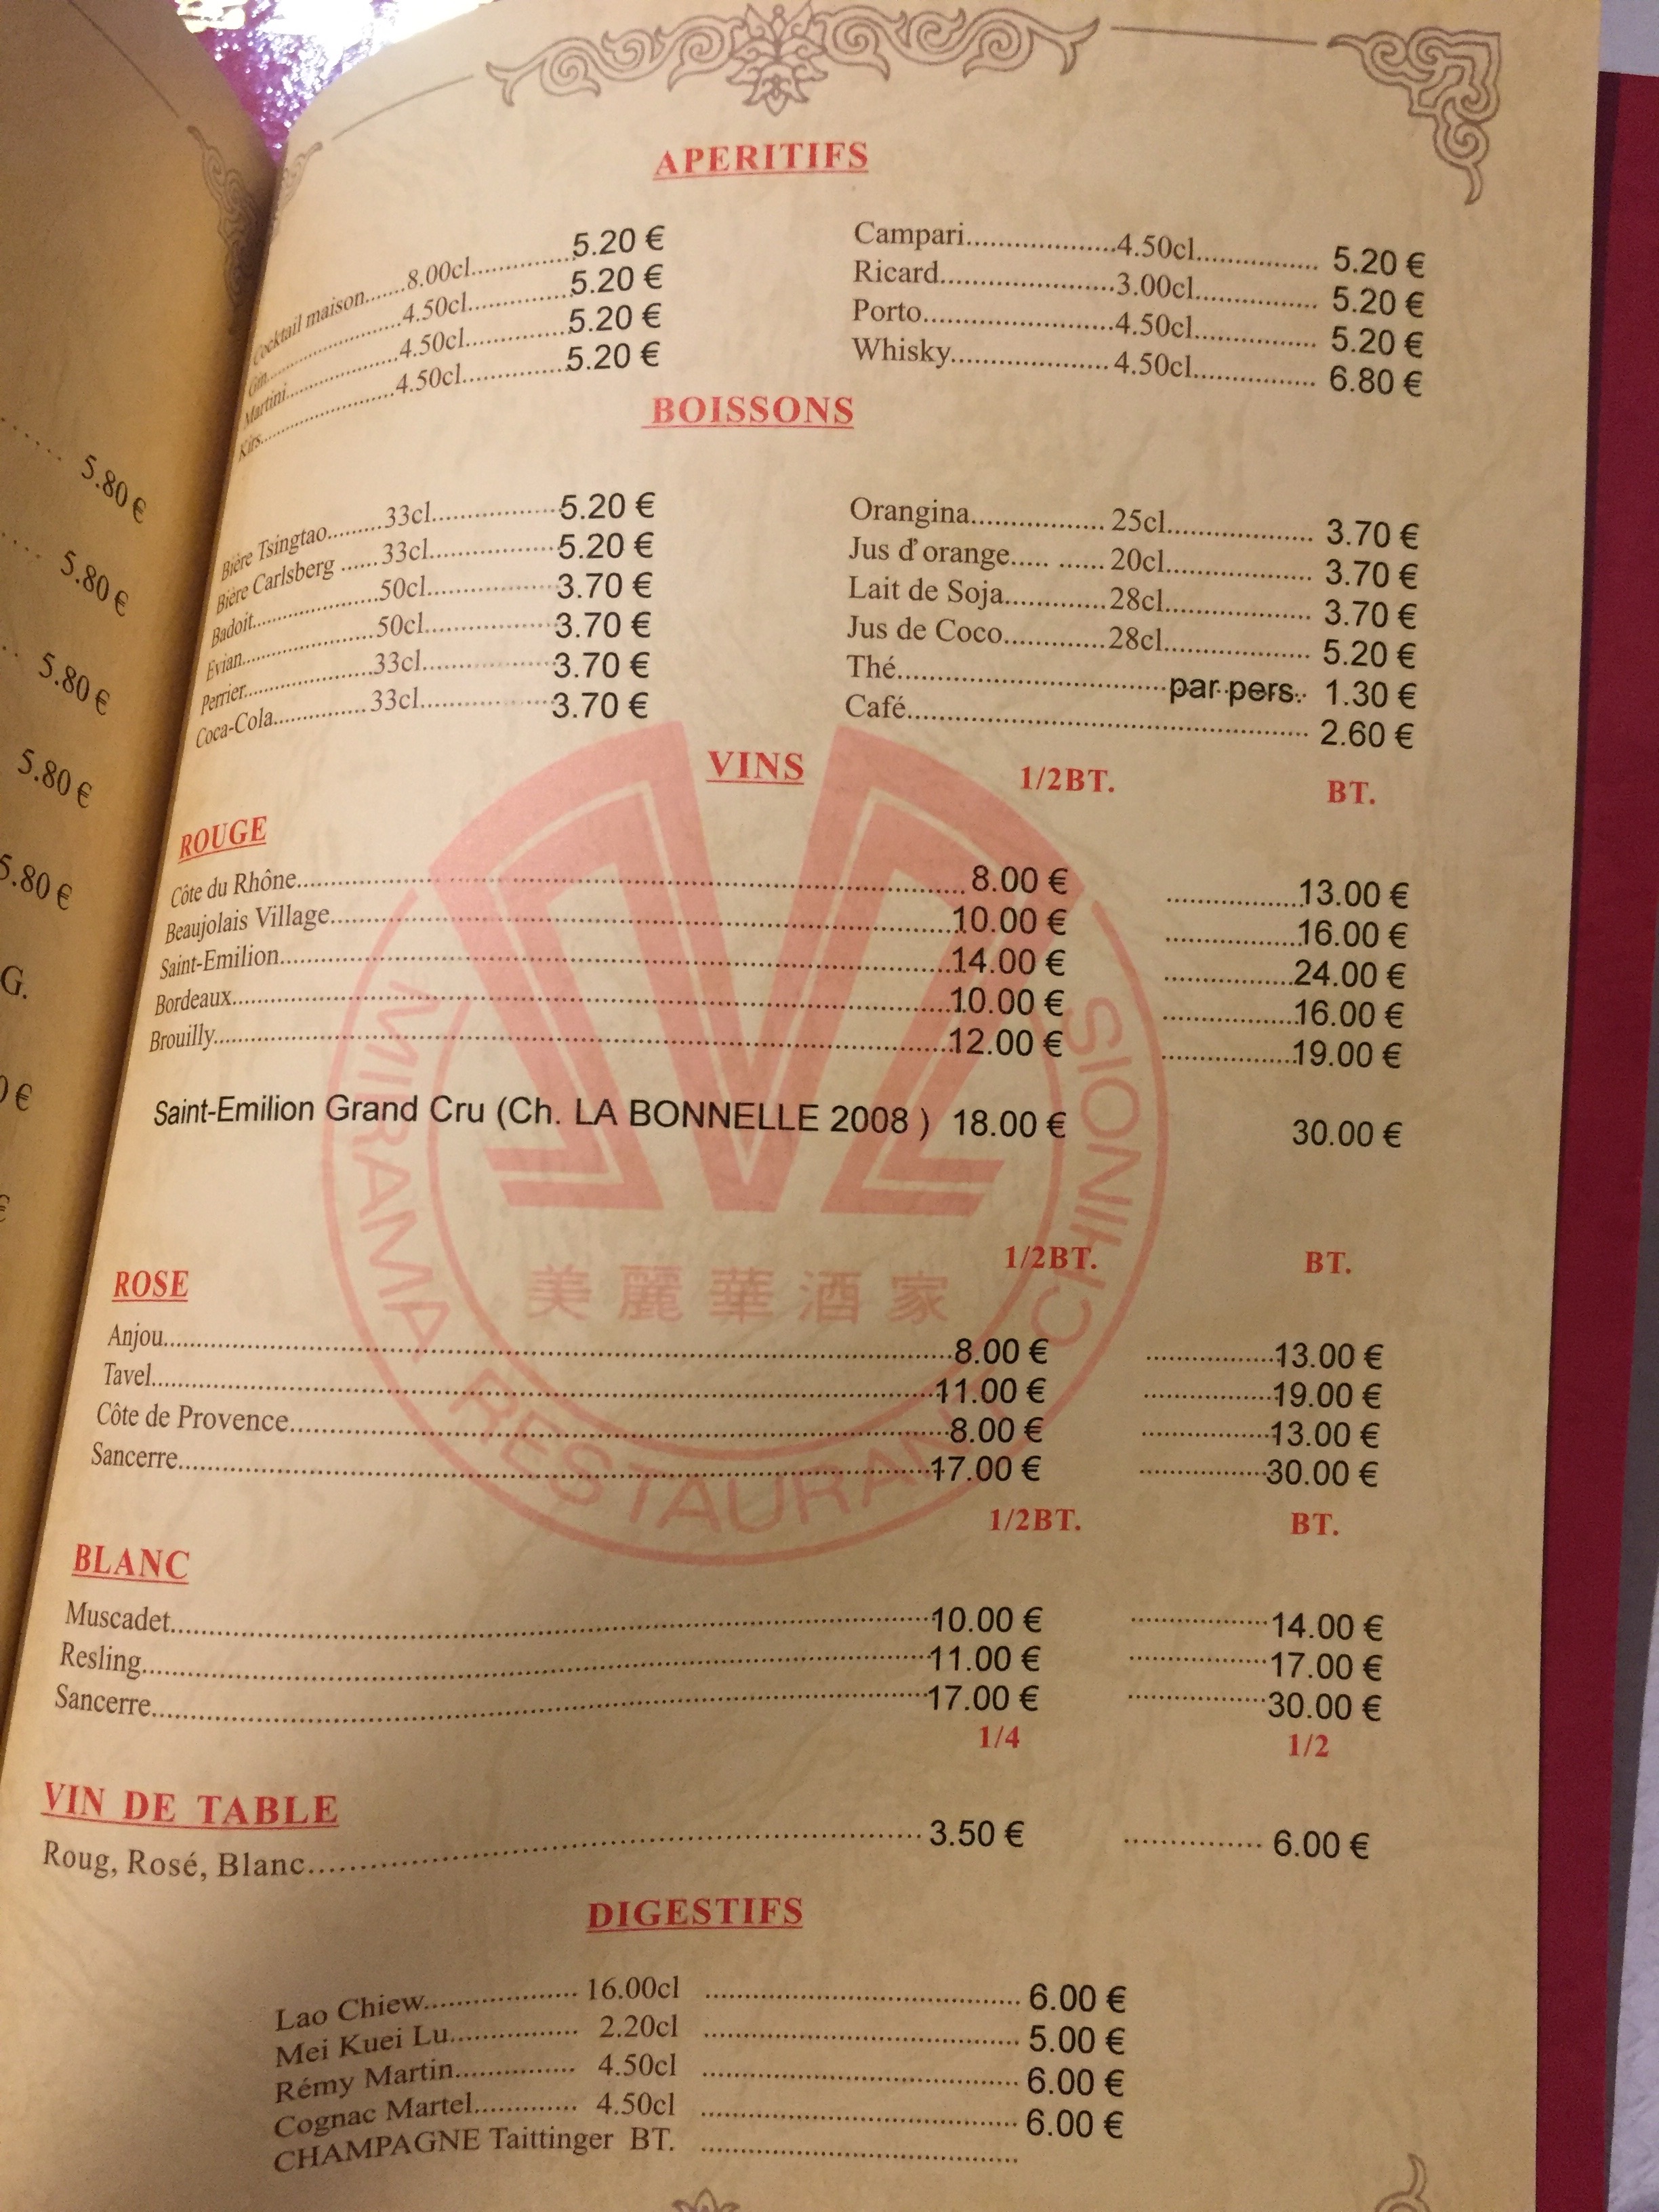 5.80 €
5.80 €
5.80 €
5.80 €
5.80 €
G.
€
APERITIFS
Cocktail maison.......8.00cl..............5.20 €
Gin....................4.50cl..............5.20 €
Martini................4.50cl..............5.20 €
Kirs...................4.50cl..............5.20 €
Campari...................4.50cl................ 5.20 €
Ricard.......................3.00cl................ 5.20 €
Porto.........................4.50cl................ 5.20 €
Whisky.................... 4.50cl................ 6.80 €
BOISSONS
Bière Tsingtao........33cl.................5.20 €
Bière Carlsberg ......33cl.................5.20 €
Badoit..................50cl.................3.70 €
Evian...................50cl.................3.70 €
Perrier.................33cl.................3.70 €
Coca-Cola..............33cl.................3.70 €
Orangina................. 25cl................... 3.70 €
Jus d'orange..... ...... 20cl................... 3.70 €
Lait de Soja.............28cl................... 3.70 €
Jus de Coco.............28cl................... 5.20 €
Thé..................................par pers.. 1.30 €
Café................................................... 2.60 €
VINS 1/2BT. BT.
ROUGE
Côte du Rhône..................... 8.00 € .................13.00 €
Beaujolais Village.....................10.00 € .................16.00 €
Saint-Emilion.....................14.00 € .................24.00 €
Bordeaux.....................10.00 € .................16.00 €
Brouilly.....................12.00 € .................19.00 €
Saint-Emilion Grand Cru (Ch. LA BONNELLE 2008 ) 18.00 € 30.00 €
1/2BT. BT.
ROSE
美麗華酒家
MIRAMA RESTAURANT CHINOIS
Anjou.....................8.00 € .................13.00 €
Tavel.....................11.00 € .................19.00 €
Côte de Provence.....................8.00 € .................13.00 €
Sancerre.....................17.00 € .................30.00 €
1/2BT. BT.
BLANC
Muscadet.....................10.00 € .................14.00 €
Resling.....................11.00 € .................17.00 €
Sancerre.....................17.00 € .................30.00 €
1/4 1/2
VIN DE TABLE
Roug, Rosé, Blanc..................... 3.50 € ................. 6.00 €
DIGESTIFS
Lao Chiew................... 16.00cl ....................... 6.00 €
Mei Kuei Lu................ 2.20cl ....................... 5.00 €
Rémy Martin............... 4.50cl ....................... 6.00 €
Cognac Martel............. 4.50cl ....................... 6.00 €
CHAMPAGNE Taittinger BT. .......................